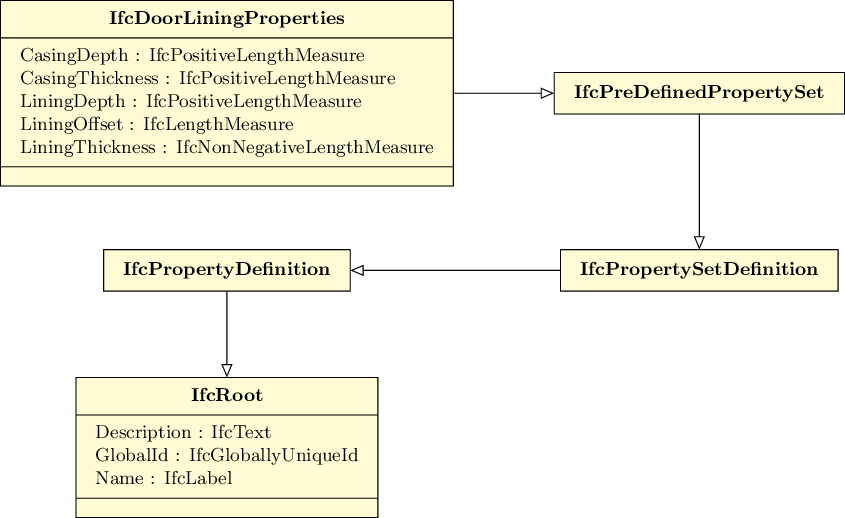 IfcDoorLiningProperties
CasingDepth : IfcPositiveLengthMeasure
CasingThickness : IfcPositiveLengthMeasure
LiningDepth : IfcPositiveLengthMeasure
LiningOffset : IfcLengthMeasure
LiningThickness : IfcNonNegativeLengthMeasure
IfcPreDefinedPropertySet
IfcPropertyDefinition
IfcPropertySetDefinition
IfcRoot
Description : IfcText
GlobalId : IfcGloballyUniqueId
Name : IfcLabel